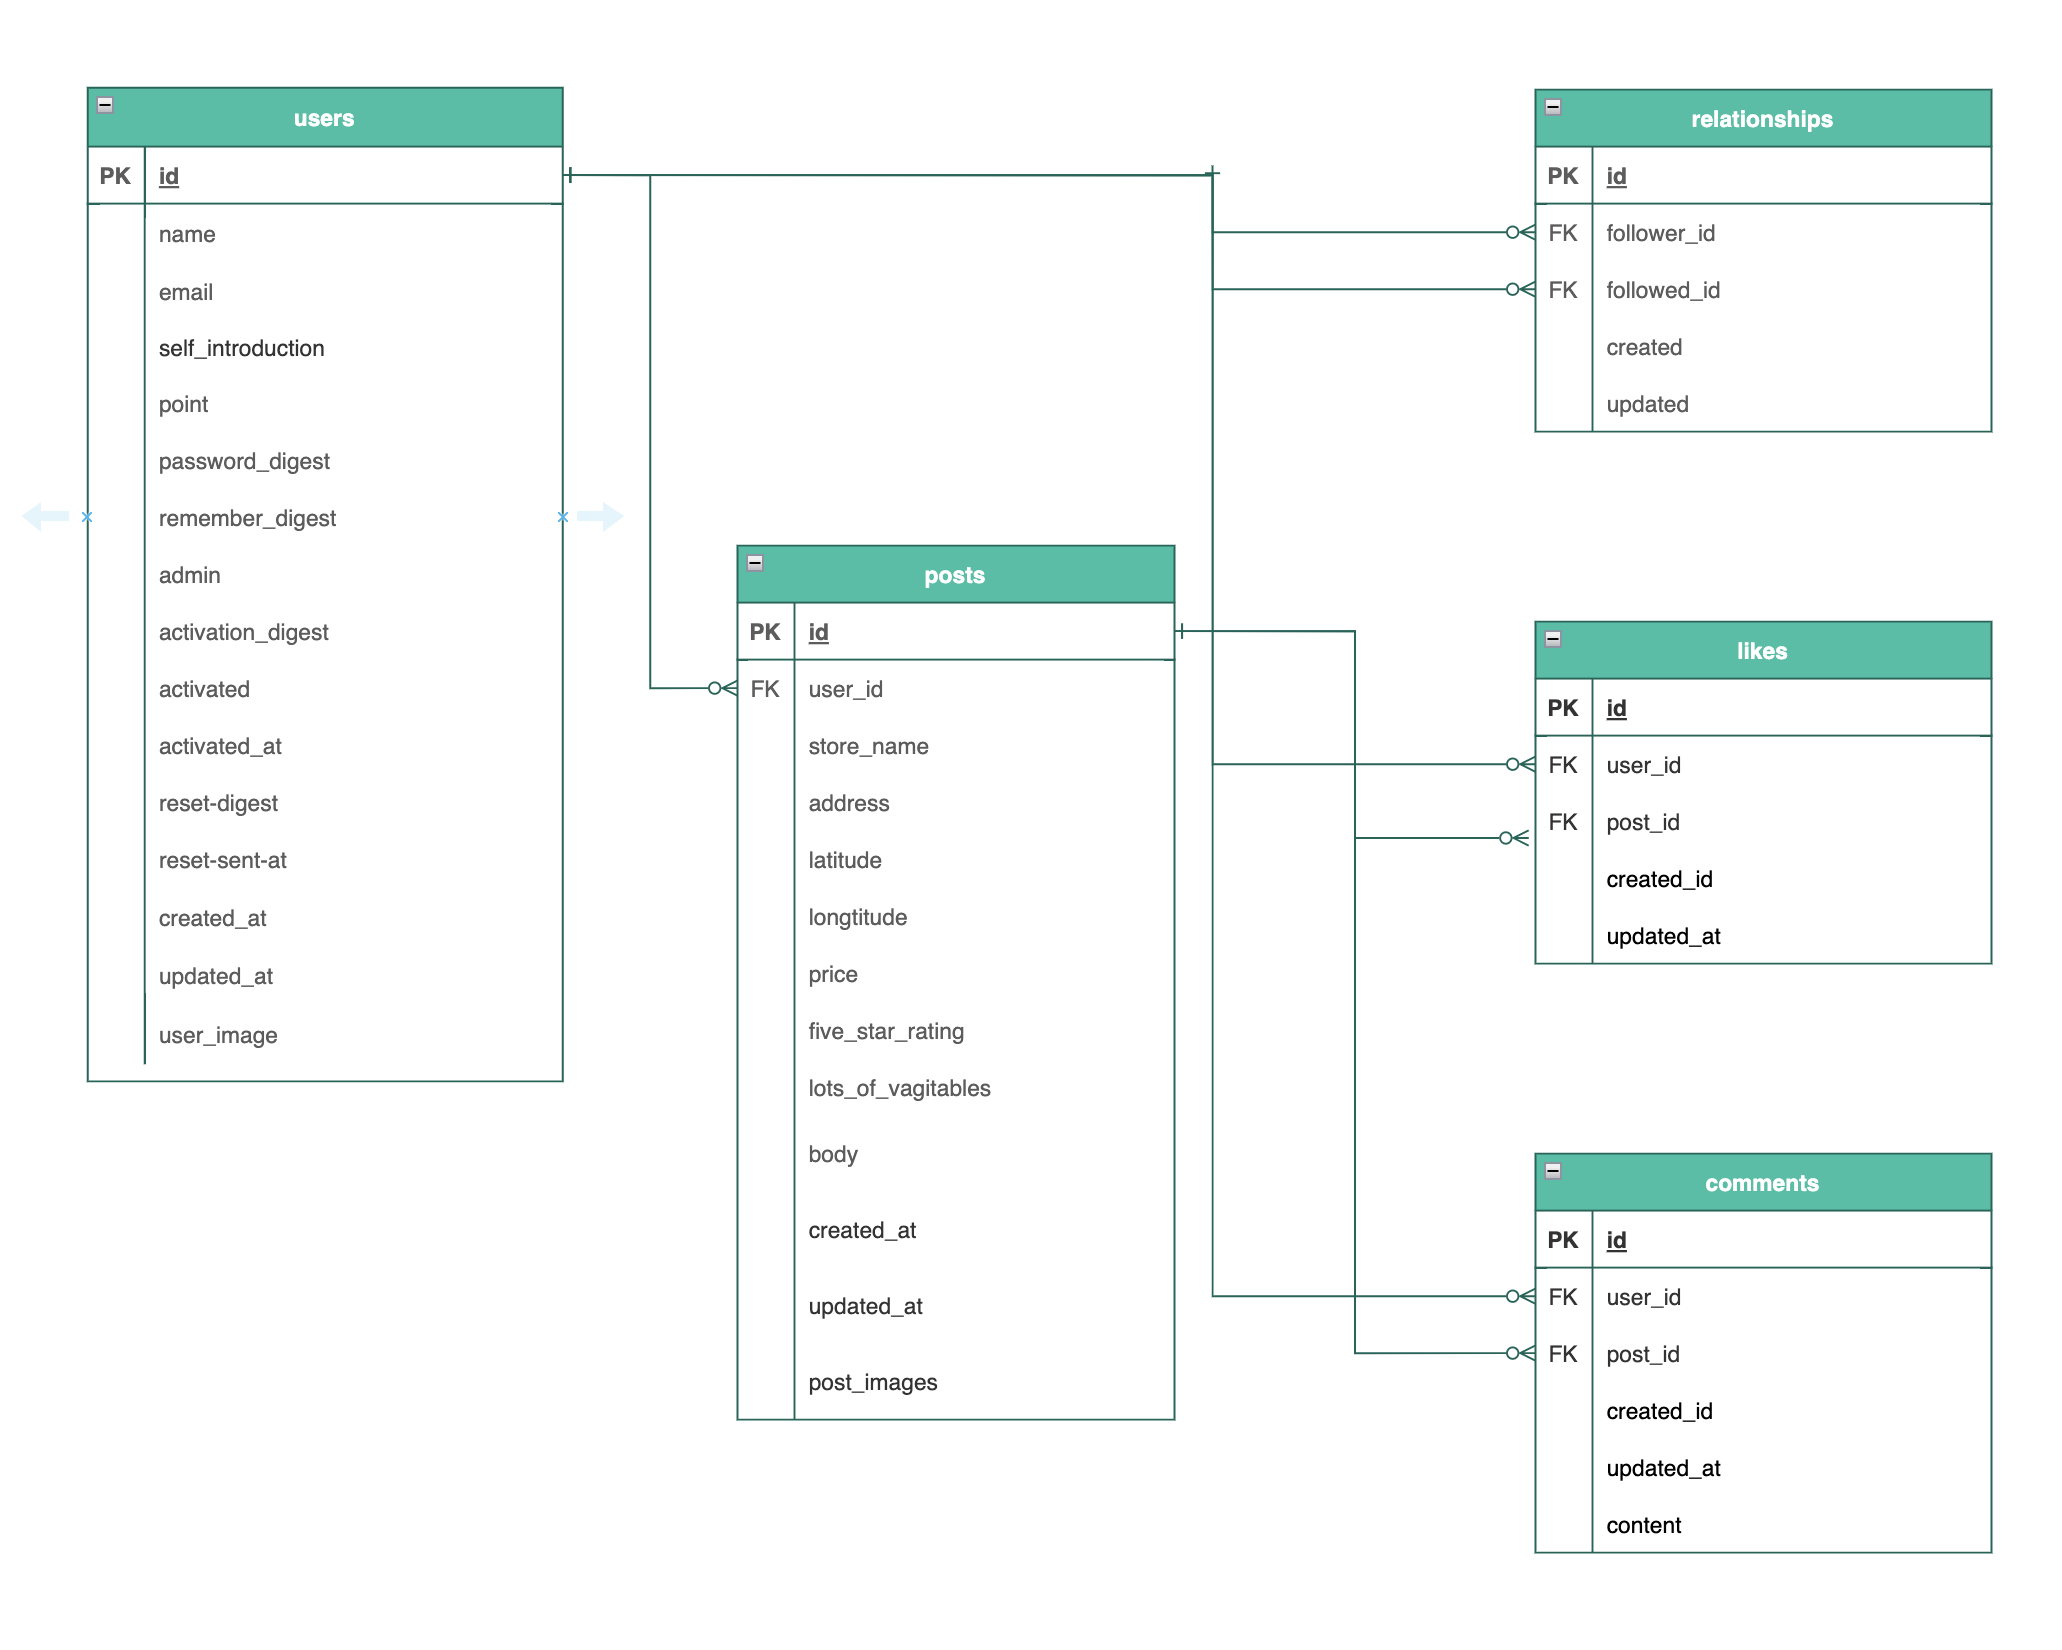 users
PK id
name
email
self_introduction
point
password_digest
remember_digest
admin
activation_digest
activated
activated_at
reset-digest
reset-sent-at
created_at
updated_at
user_image
posts
PK id
FK user_id
store_name
address
latitude
longtitude
price
five_star_rating
lots_of_vagitables
body
created_at
updated_at
post_images
relationships
PK id
FK follower_id
FK followed_id
created
updated
likes
PK id
FK user_id
FK post_id
created_id
updated_at
comments
PK id
FK user_id
FK post_id
created_id
updated_at
content